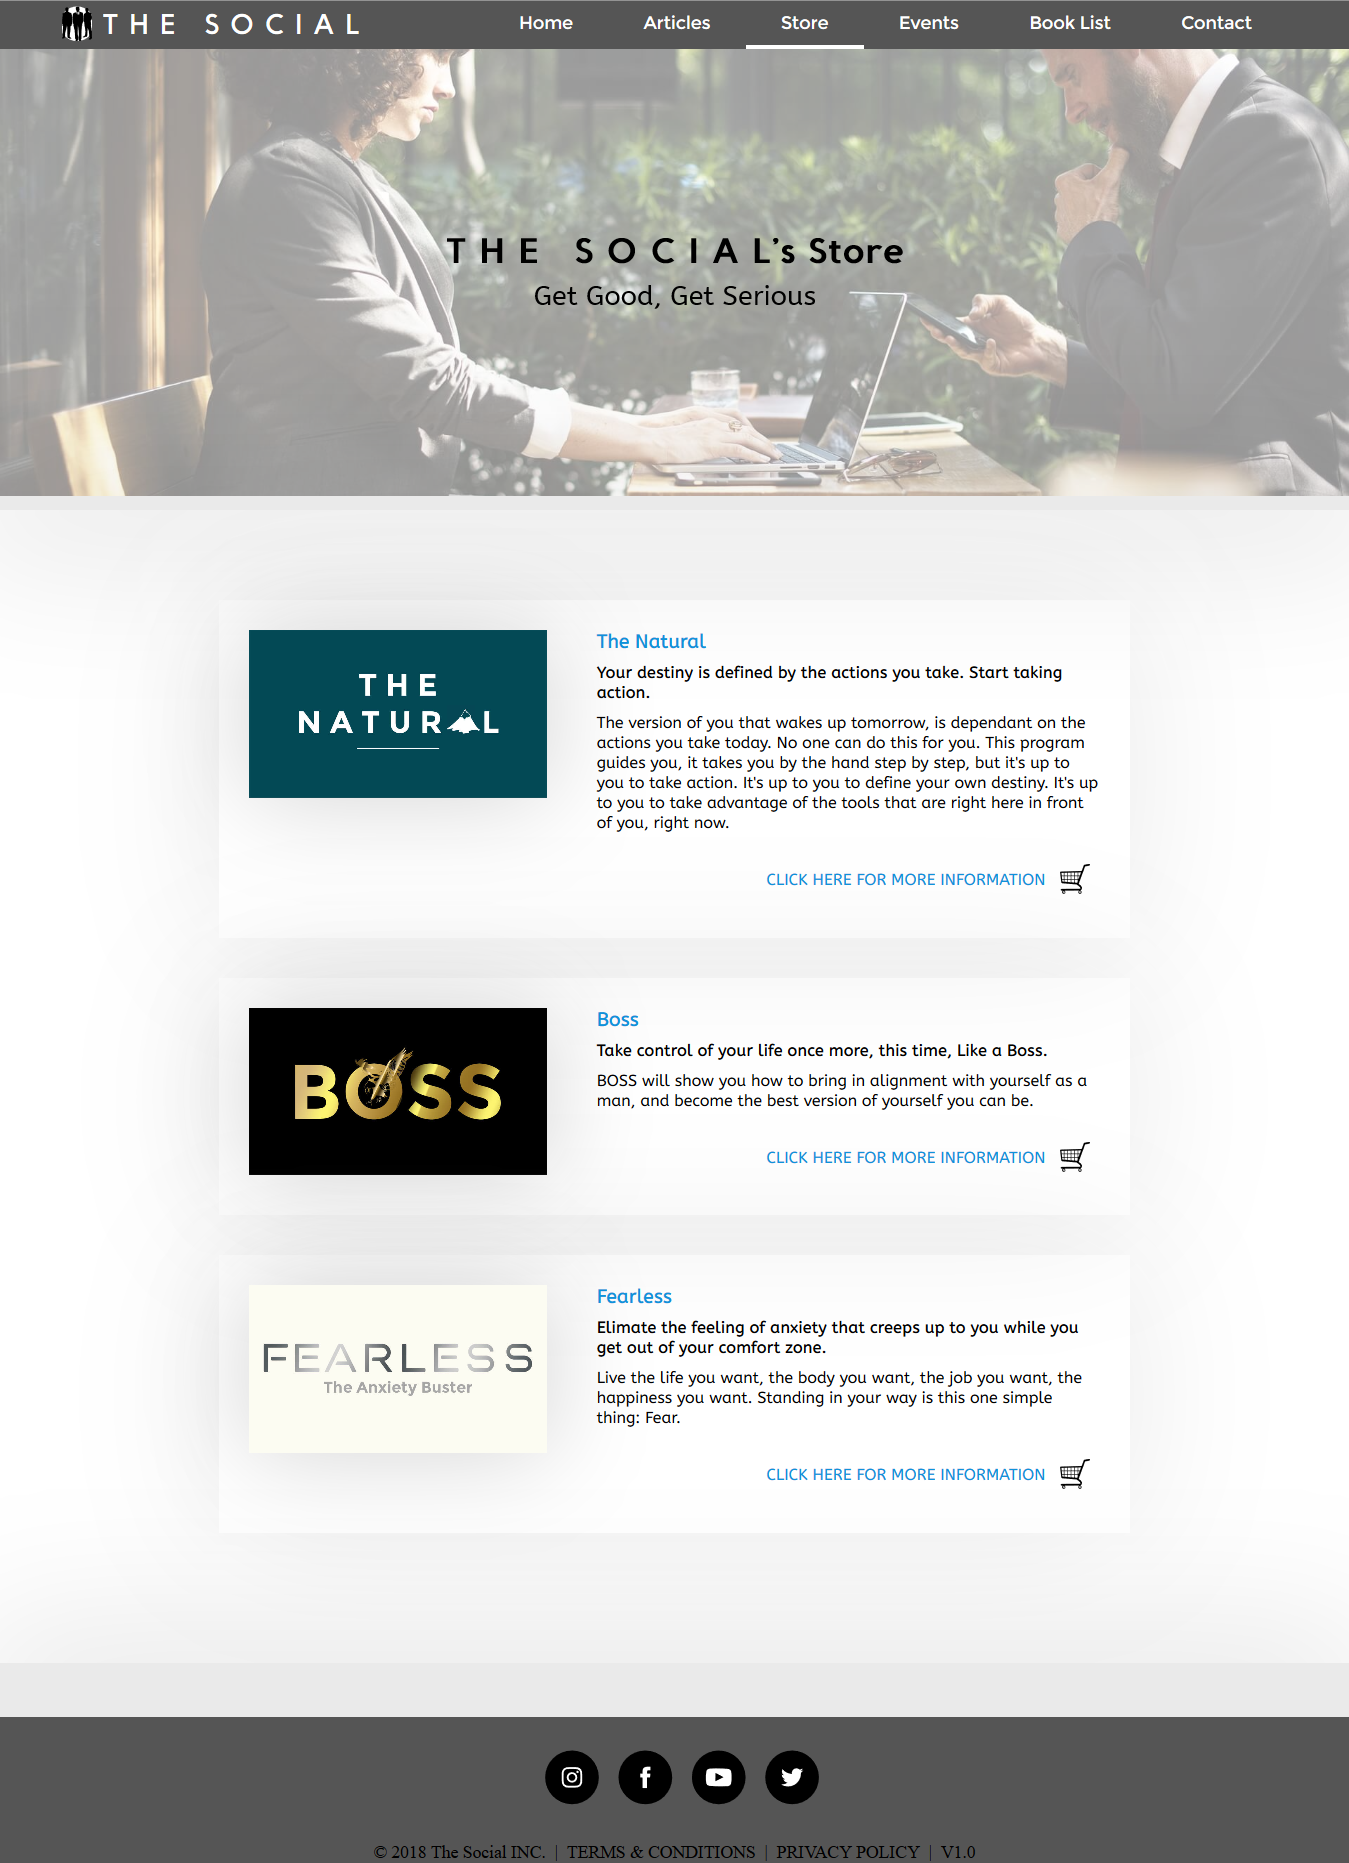 THE SOCIAL
Home Articles Store Events Book List Contact
THE SOCIAL's Store
Get Good, Get Serious
THE
NATURAL
The Natural
Your destiny is defined by the actions you take. Start taking
action.
The version of you that wakes up tomorrow, is dependant on the
actions you take today. No one can do this for you. This program
guides you, it takes you by the hand step by step, but it's up to
you to take action. It's up to you to define your own destiny. It's up
to you to take advantage of the tools that are right here in front
of you, right now.
CLICK HERE FOR MORE INFORMATION
BOSS
Boss
Take control of your life once more, this time, Like a Boss.
BOSS will show you how to bring in alignment with yourself as a
man, and become the best version of yourself you can be.
CLICK HERE FOR MORE INFORMATION
FEARLESS
The Anxiety Buster
Fearless
Elimate the feeling of anxiety that creeps up to you while you
get out of your comfort zone.
Live the life you want, the body you want, the job you want, the
happiness you want. Standing in your way is this one simple
thing: Fear.
CLICK HERE FOR MORE INFORMATION
© 2018 The Social INC. | TERMS & CONDITIONS | PRIVACY POLICY | V1.0